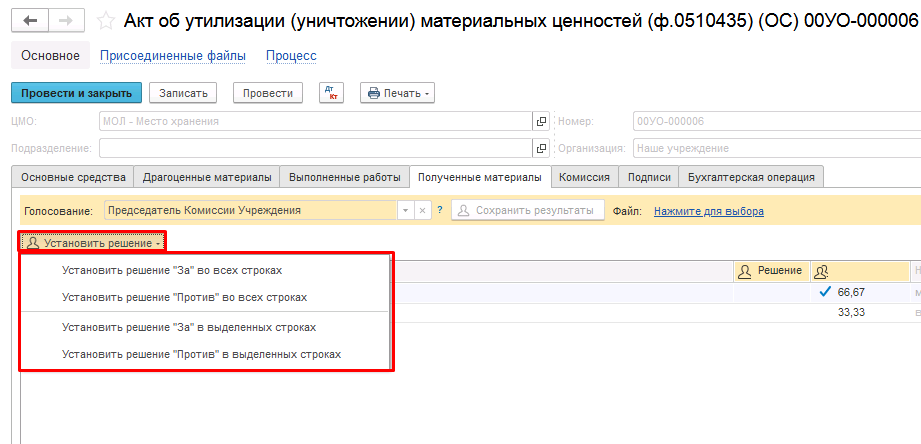 Акт об утилизации (уничтожении) материальных ценностей (ф.0510435) (ОС) 00УО-000006
Основное Присоединенные файлы Процесс
Провести и закрыть Записать Провести Дт Кт Печать
ЦМО: МОЛ - Место хранения Номер: 00УО-000006
Подразделение: Организация: Наше учреждение
Основные средства Драгоценные материалы Выполненные работы Полученные материалы Комиссия Подписи Бухгалтерская операция
Голосование: Председатель Комиссии Учреждения ? Сохранить результаты Файл: Нажмите для выбора
Установить решение
Установить решение "За" во всех строках Решение
Установить решение "Против" во всех строках 66,67
33,33
Установить решение "За" в выделенных строках
Установить решение "Против" в выделенных строках